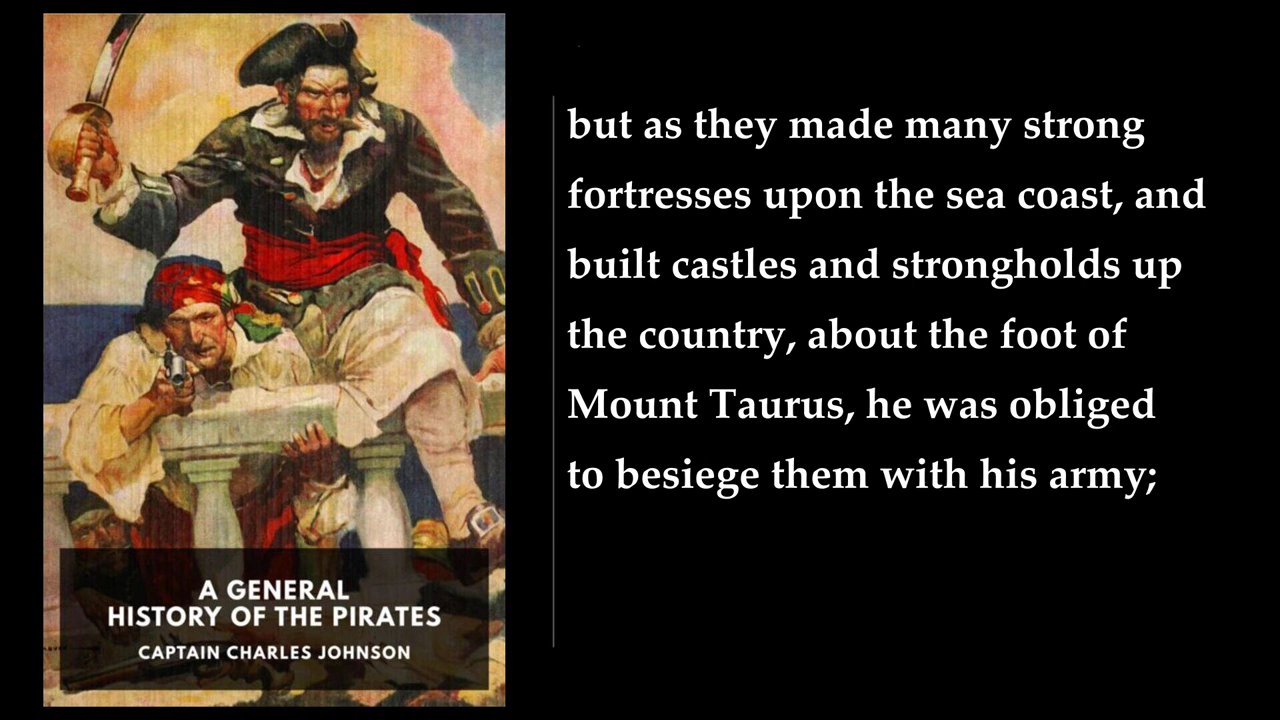 A GENERAL
HISTORY OF THE PIRATES
CAPTAIN CHARLES JOHNSON
but as they made many strong
fortresses upon the sea coast, and
built castles and strongholds up
the country, about the foot of
Mount Taurus, he was obliged
to besiege them with his army;